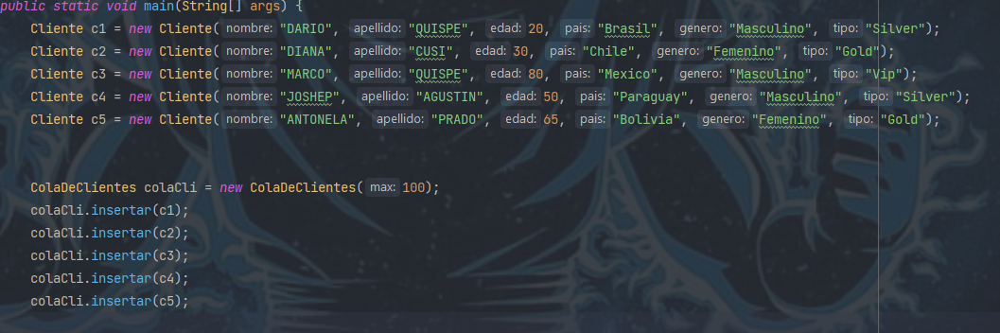 public static void main(String[] args) {
Cliente c1 = new Cliente( nombre: "DARIO", apellido: "QUISPE", edad: 20, pais: "Brasil", genero: "Masculino", tipo: "Silver");
Cliente c2 = new Cliente( nombre: "DIANA", apellido: "CUSI", edad: 30, pais: "Chile", genero: "Femenino", tipo: "Gold");
Cliente c3 = new Cliente( nombre: "MARCO", apellido: "QUISPE", edad: 80, pais: "Mexico", genero: "Masculino", tipo: "Vip");
Cliente c4 = new Cliente( nombre: "JOSHEP", apellido: "AGUSTIN", edad: 50, pais: "Paraguay", genero: "Masculino", tipo: "Silver");
Cliente c5 = new Cliente( nombre: "ANTONELA", apellido: "PRADO", edad: 65, pais: "Bolivia", genero: "Femenino", tipo: "Gold");
ColaDeClientes colaCli = new ColaDeClientes( max: 100);
colaCli.insertar(c1);
colaCli.insertar(c2);
colaCli.insertar(c3);
colaCli.insertar(c4);
colaCli.insertar(c5);